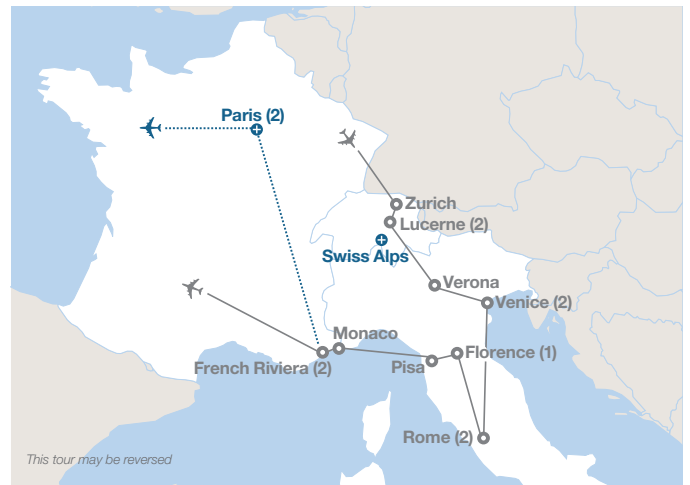 Paris (2)
Zurich
Lucerne (2)
Swiss Alps
Verona
Venice (2)
Monaco
Florence (1)
French Riviera (2)
Pisa
Rome (2)
This tour may be reversed